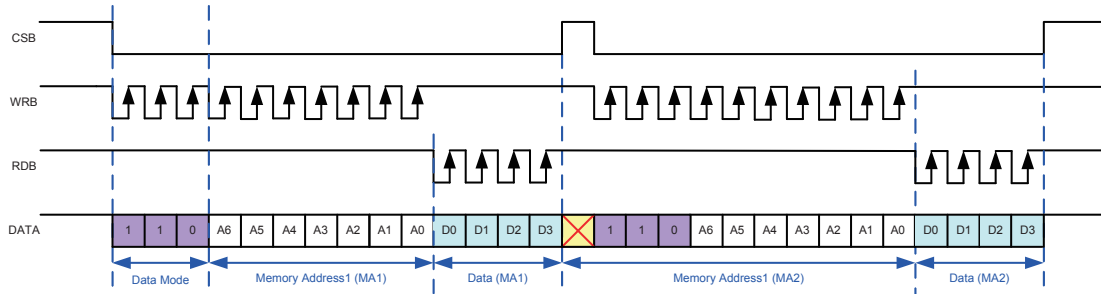 CSB
WRB
RDB
DATA 1 1 0 A6 A5 A4 A3 A2 A1 A0 D0 D1 D2 D3 1 1 0 A6 A5 A4 A3 A2 A1 A0 D0 D1 D2 D3
Data Mode Memory Address1 (MA1) Data (MA1) Memory Address1 (MA2) Data (MA2)